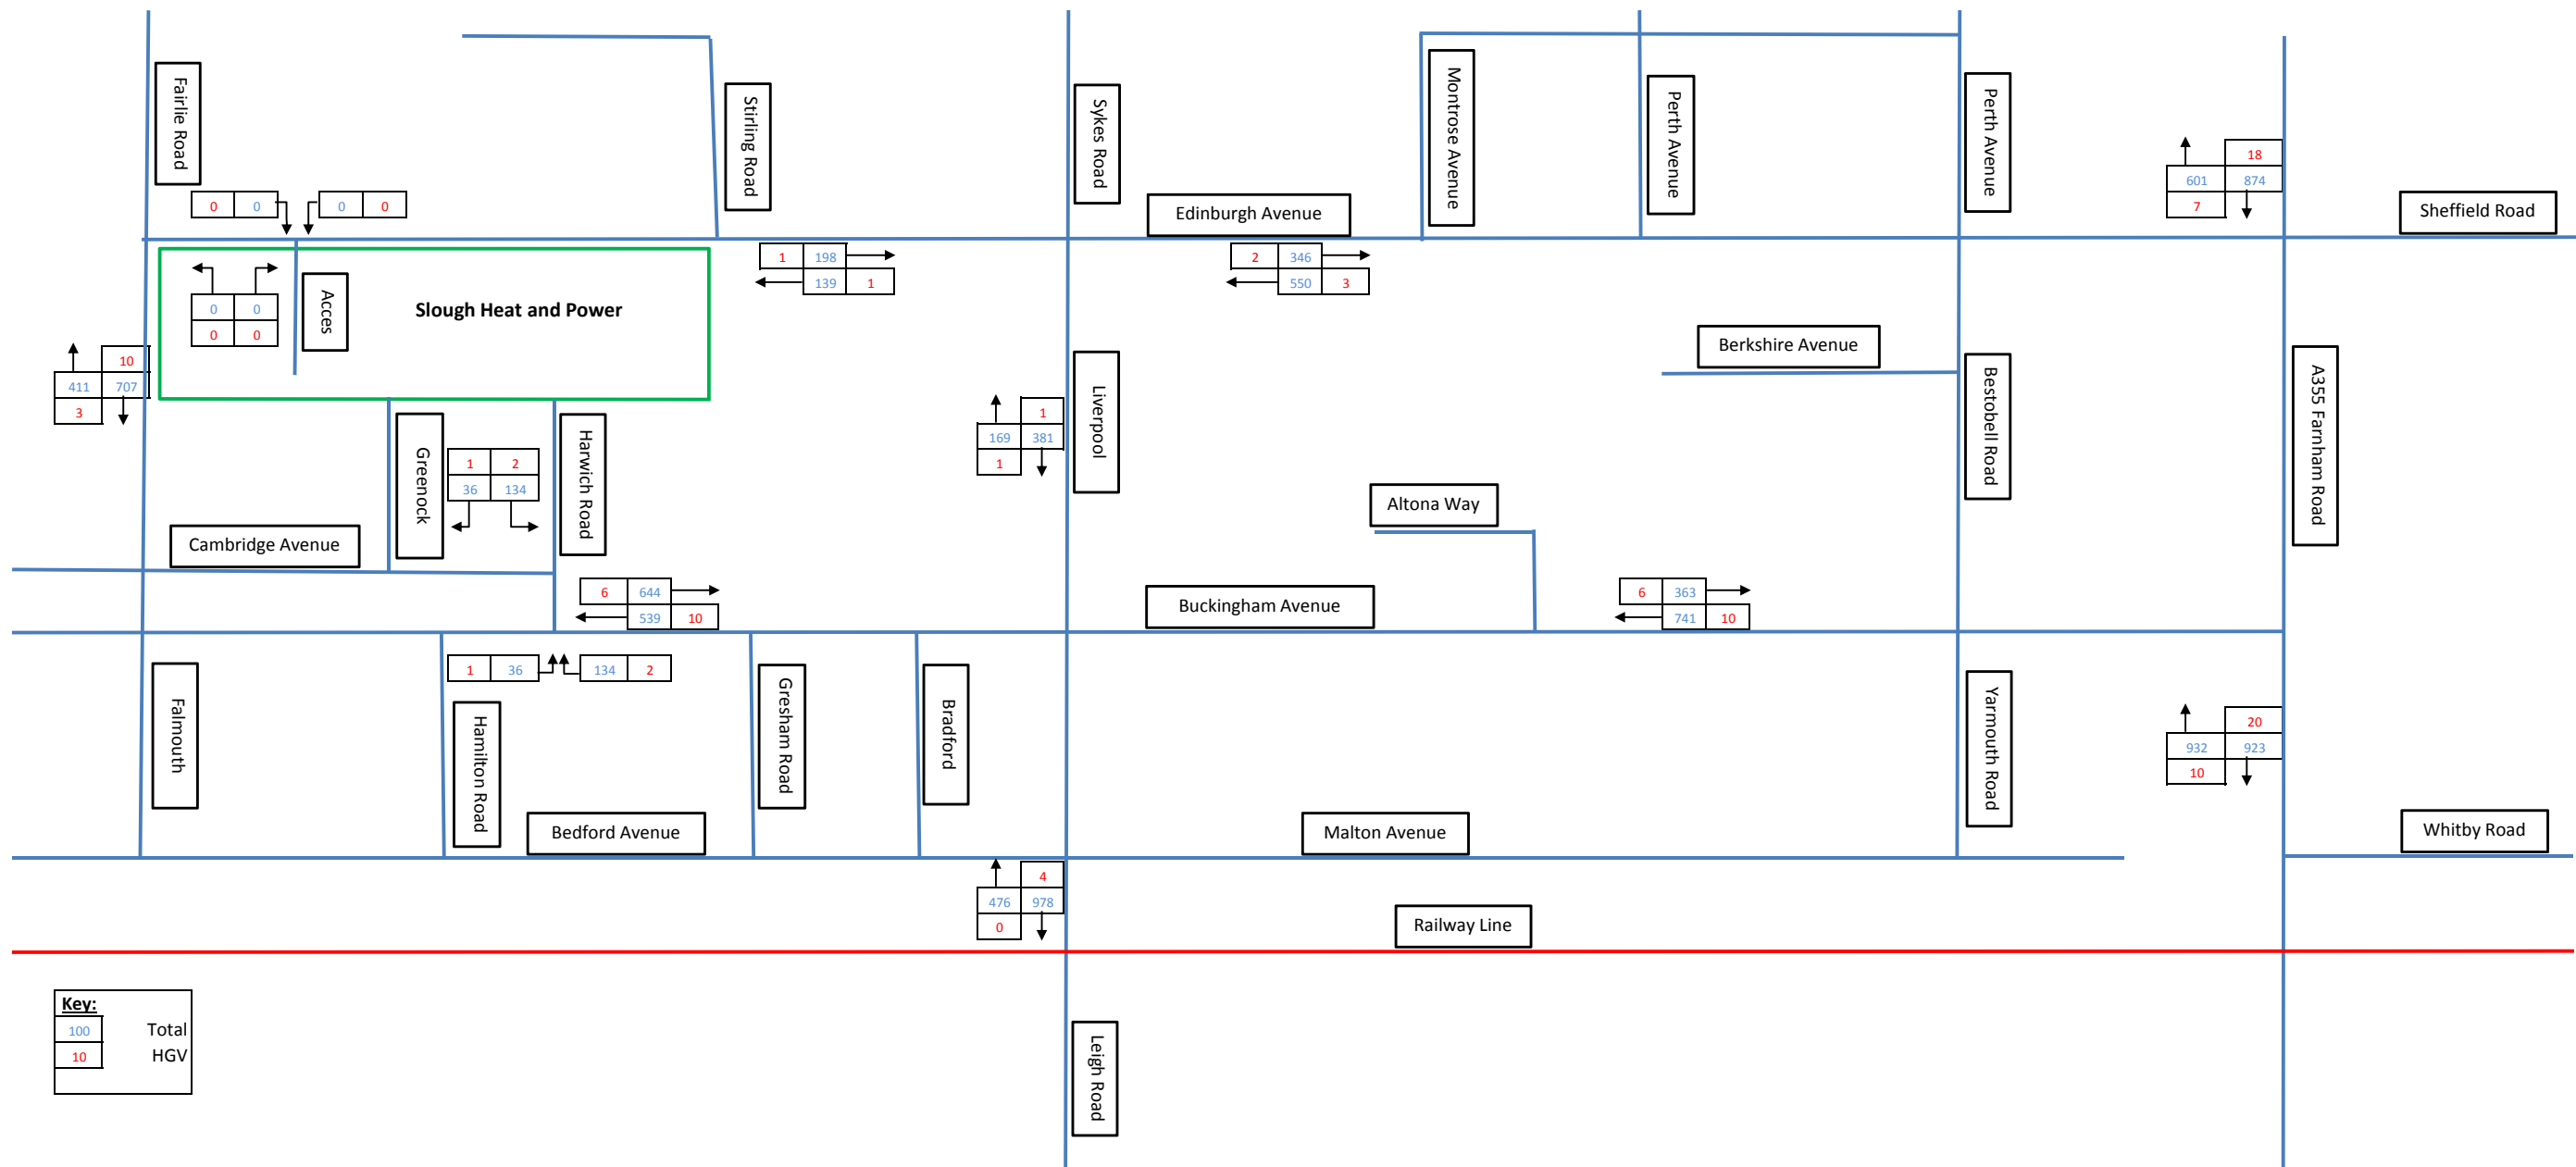 Fairlie Road
Stirling Road
Sykes Road
Montrose Avenue
Perth Avenue
Perth Avenue
18
601 874
7
Sheffield Road
0 0
0 0
Edinburgh Avenue
1 198
139 1
2 346
550 3
Acces
Slough Heat and Power
0 0
0 0
10
411 707
3
Berkshire Avenue
Liverpool
Bestobell Road
A355 Farnham Road
1
169 381
1
Greenock
1 2
36 134
Harwich Road
Altona Way
Cambridge Avenue
6 644
539 10
Buckingham Avenue
6 363
741 10
1 36
134 2
Falmouth
Hamilton Road
Gresham Road
Bradford
Yarmouth Road
20
932 923
10
Bedford Avenue
Malton Avenue
Whitby Road
4
476 978
0
Railway Line
Key:
100 Total
10 HGV
Leigh Road